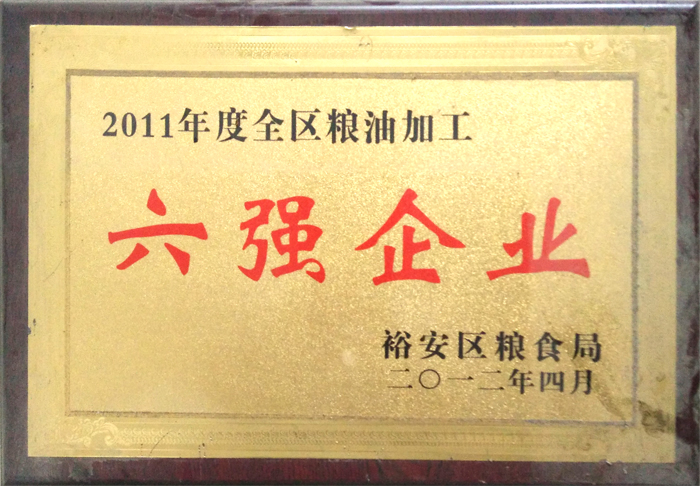 2011年度全区粮油加工
六强企业
裕安区粮食局
二〇一二年四月